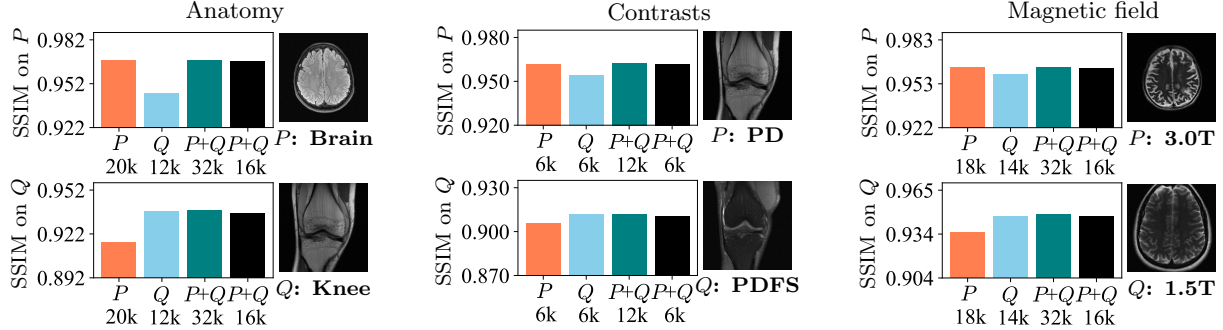 Anatomy
SSIM on P
0.982
0.952
0.922
P Q P+Q P+Q
20k 12k 32k 16k
P: Brain
SSIM on Q
0.952
0.922
0.892
P Q P+Q P+Q
20k 12k 32k 16k
Q: Knee
Contrasts
SSIM on P
0.980
0.950
0.920
P Q P+Q P+Q
6k 6k 12k 6k
P: PD
SSIM on Q
0.930
0.900
0.870
P Q P+Q P+Q
6k 6k 12k 6k
Q: PDFS
Magnetic field
SSIM on P
0.983
0.953
0.922
P Q P+Q P+Q
18k 14k 32k 16k
P: 3.0T
SSIM on Q
0.965
0.934
0.904
P Q P+Q P+Q
18k 14k 32k 16k
Q: 1.5T